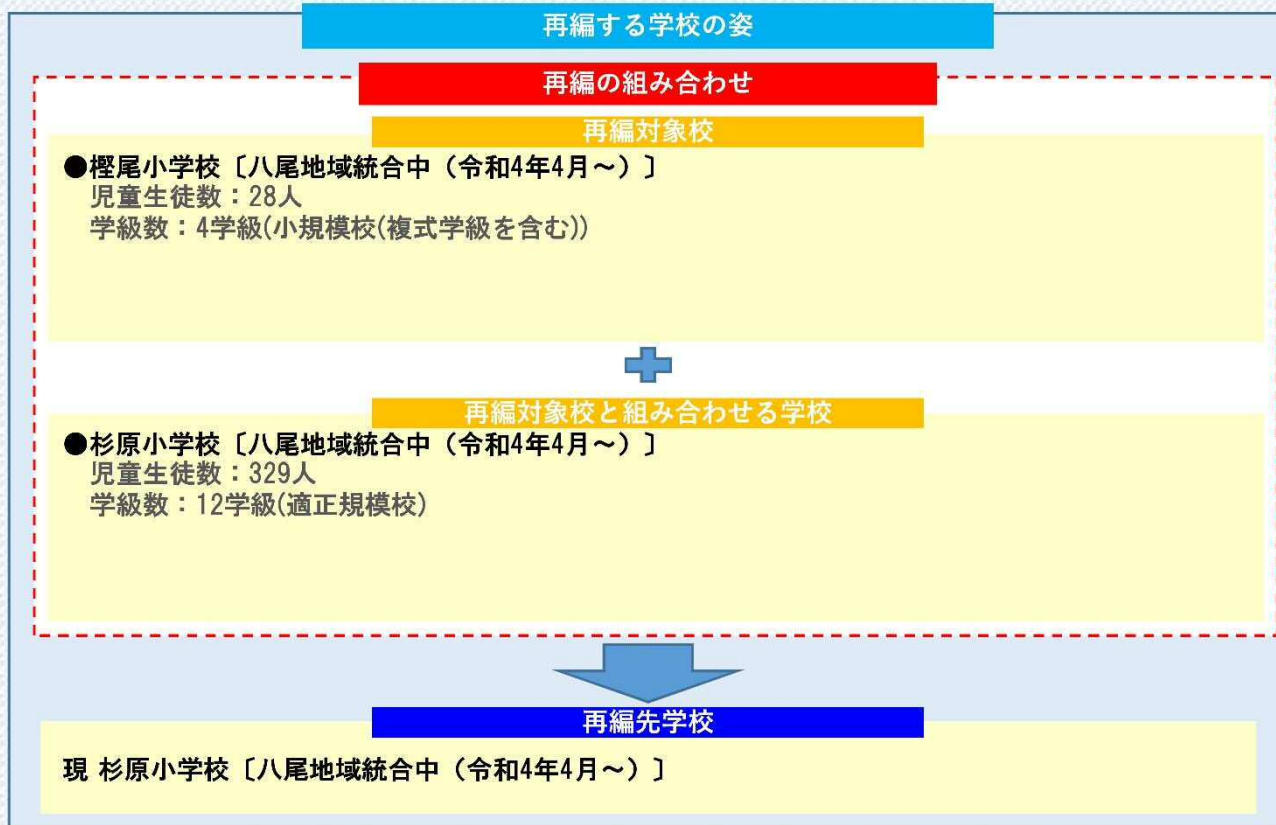 再編する学校の姿
再編の組み合わせ
再編対象校
●樫尾小学校〔八尾地域統合中（令和4年4月～）〕
児童生徒数：28人
学級数：4学級(小規模校(複式学級を含む))
再編対象校と組み合わせる学校
●杉原小学校〔八尾地域統合中（令和4年4月～）〕
児童生徒数：329人
学級数：12学級(適正規模校)
再編先学校
現 杉原小学校〔八尾地域統合中（令和4年4月～）〕